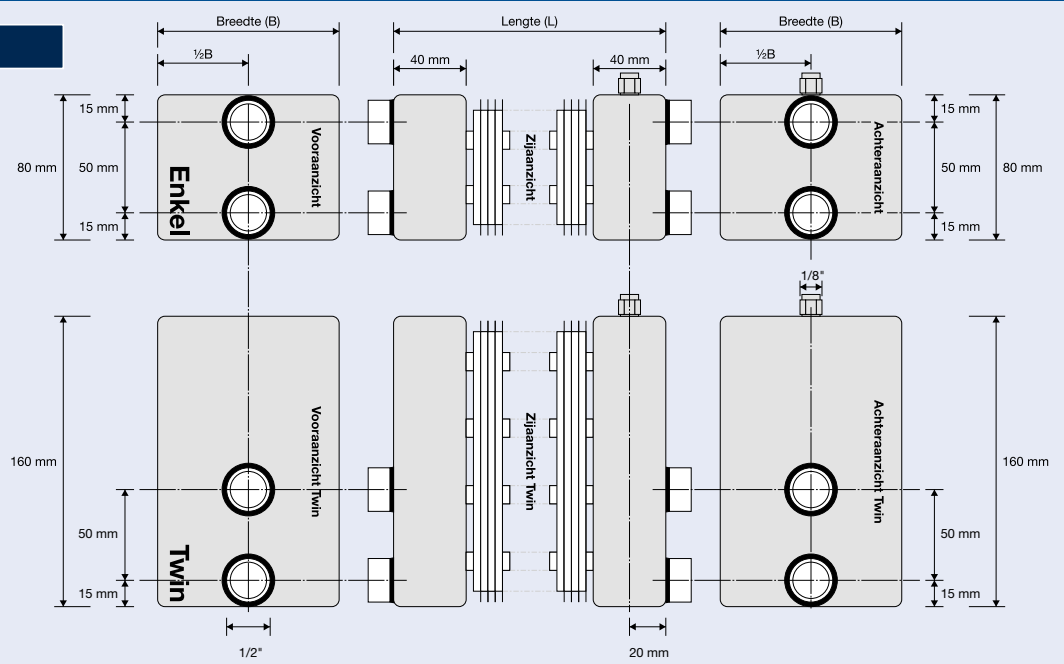 Breedte (B)
Lengte (L)
Breedte (B)
½B
40 mm
40 mm
½B
15 mm
15 mm
80 mm
50 mm
Enkel
Vooraanzicht
Zijaanzicht
Achteraanzicht
50 mm
80 mm
15 mm
15 mm
1/8"
160 mm
Vooraanzicht Twin
Zijaanzicht Twin
Achteraanzicht Twin
160 mm
50 mm
50 mm
Twin
15 mm
15 mm
1/2"
20 mm